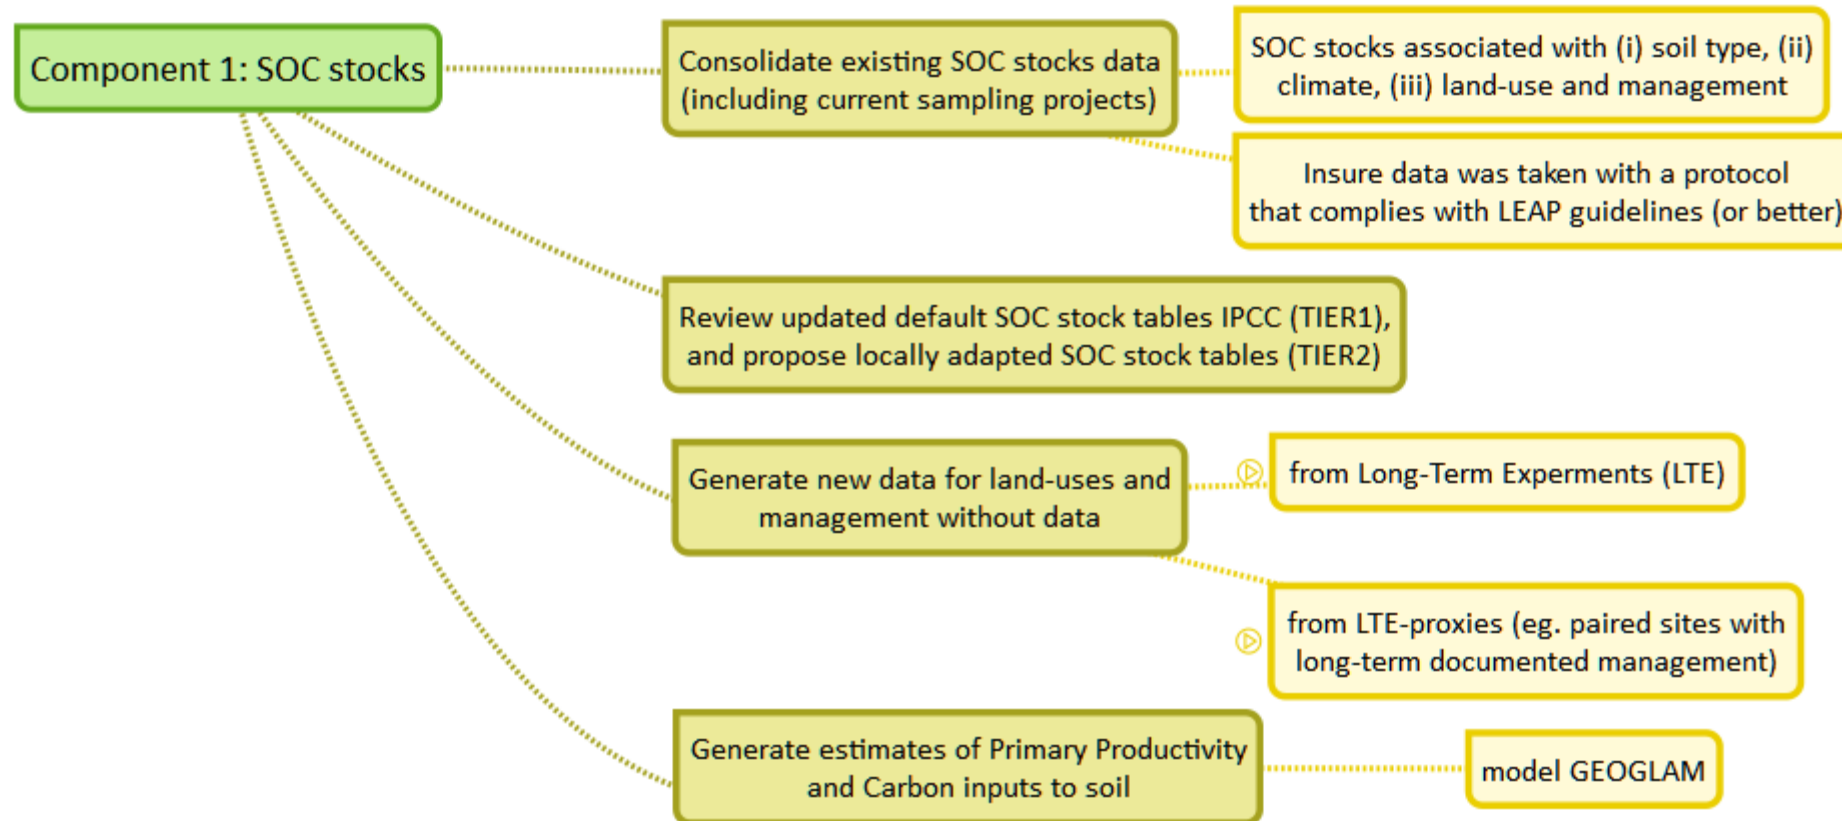 Component 1: SOC stocks
Consolidate existing SOC stocks data
(including current sampling projects)
SOC stocks associated with (i) soil type, (ii)
climate, (iii) land-use and management
Insure data was taken with a protocol
that complies with LEAP guidelines (or better)
Review updated default SOC stock tables IPCC (TIER1),
and propose locally adapted SOC stock tables (TIER2)
Generate new data for land-uses and
management without data
from Long-Term Experments (LTE)
from LTE-proxies (eg. paired sites with
long-term documented management)
Generate estimates of Primary Productivity
and Carbon inputs to soil
model GEOGLAM